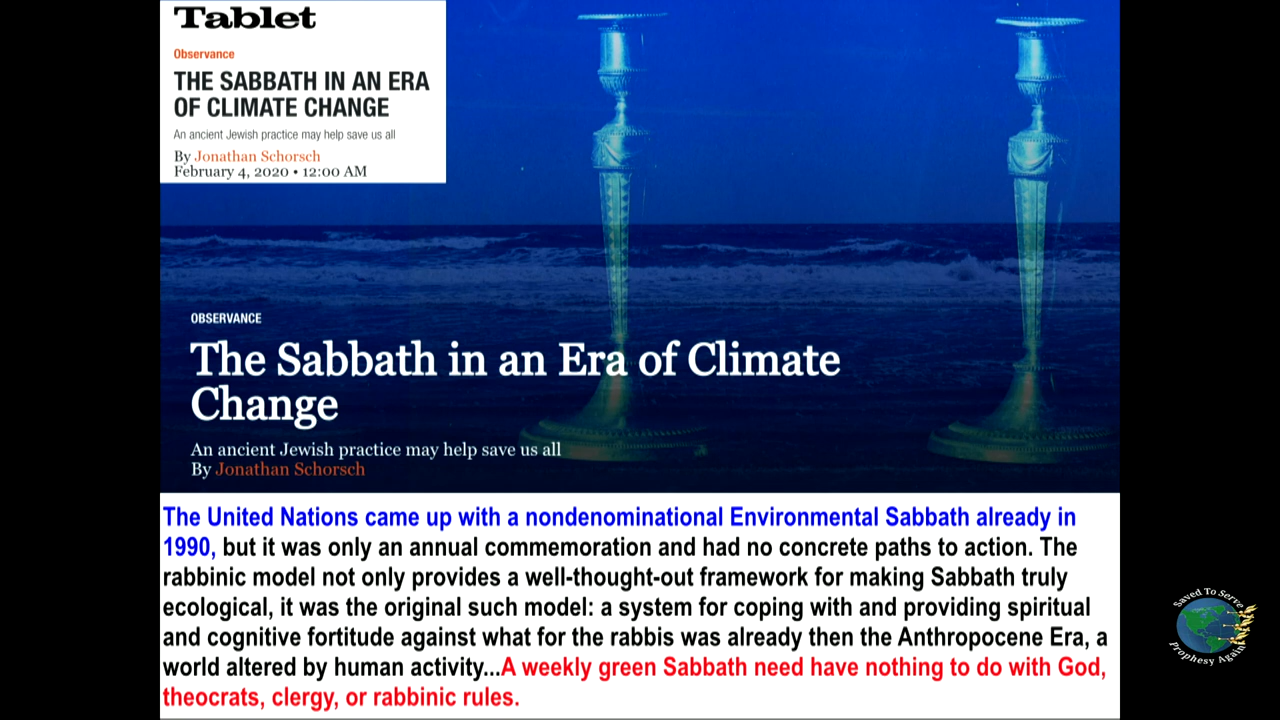 Tablet
Observance
THE SABBATH IN AN ERA
OF CLIMATE CHANGE
An ancient Jewish practice may help save us all
By Jonathan Schorsch
February 4, 2020 • 12:00 AM
OBSERVANCE
The Sabbath in an Era of Climate
Change
An ancient Jewish practice may help save us all
By Jonathan Schorsch
The United Nations came up with a nondenominational Environmental Sabbath already in
1990, but it was only an annual commemoration and had no concrete paths to action. The
rabbinic model not only provides a well-thought-out framework for making Sabbath truly
ecological, it was the original such model: a system for coping with and providing spiritual
and cognitive fortitude against what for the rabbis was already then the Anthropocene Era, a
world altered by human activity...A weekly green Sabbath need have nothing to do with God,
theocrats, clergy, or rabbinic rules.
Saved To Serve
Prophesy Again